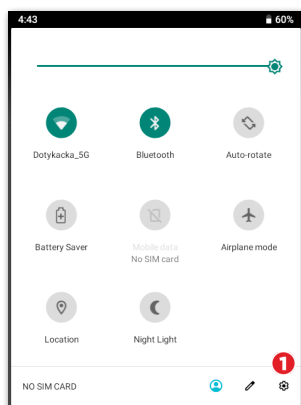 4:43 60%
Dotykacka_5G Bluetooth Auto-rotate
Battery Saver Mobile data Airplane mode
No SIM card
Location Night Light
1
NO SIM CARD